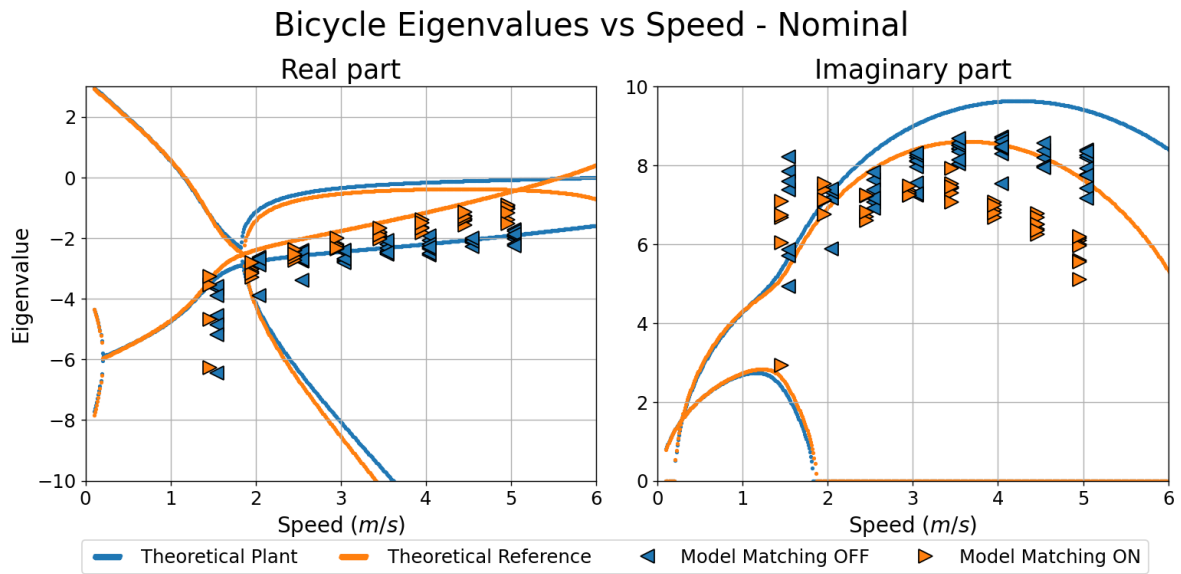 Bicycle Eigenvalues vs Speed - Nominal
Real part
Imaginary part
Eigenvalue
2
0
−2
−4
−6
−8
−10
0 1 2 3 4 5 6
Speed (m/s)
10
8
6
4
2
0
0 1 2 3 4 5 6
Speed (m/s)
Theoretical Plant Theoretical Reference Model Matching OFF Model Matching ON